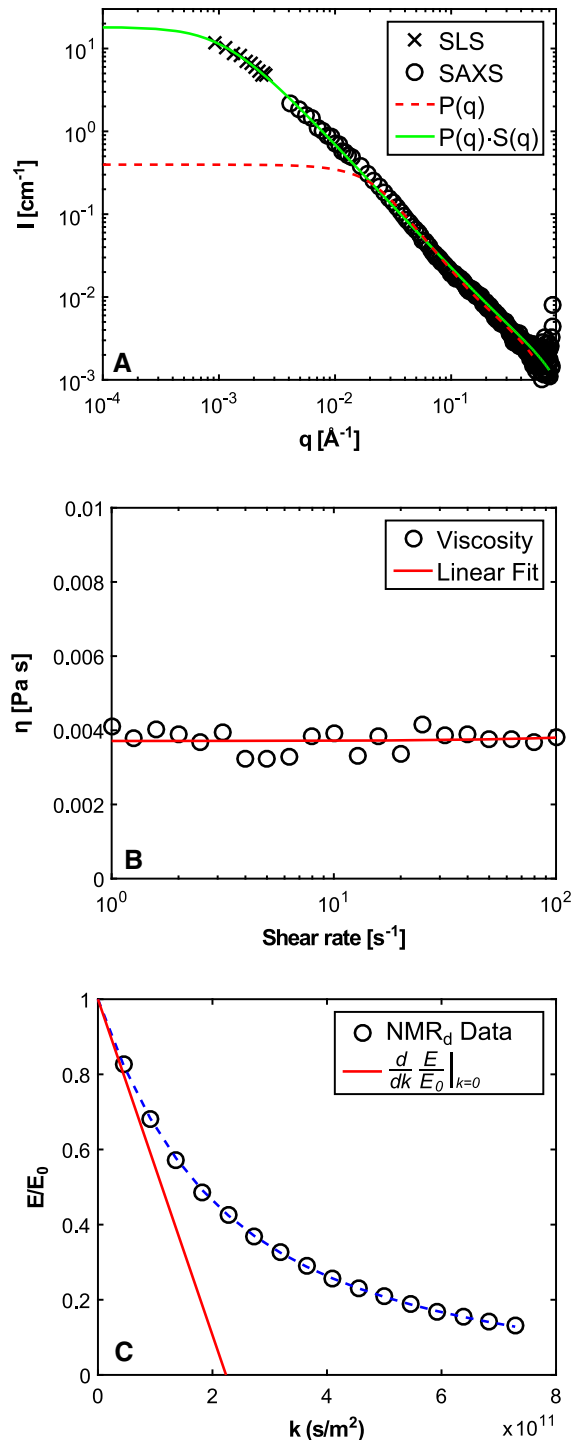 10¹
10⁰
10⁻¹
10⁻²
10⁻³
I [cm⁻¹]
SLS
SAXS
P(q)
P(q)·S(q)
A
10⁻⁴
10⁻³
10⁻²
10⁻¹
q [Å⁻¹]
0.01
0.008
0.006
0.004
0.002
0
η [Pa s]
Viscosity
Linear Fit
B
10⁰
10¹
10²
Shear rate [s⁻¹]
1
0.8
0.6
0.4
0.2
0
E/E₀
NMR_d Data
d/dk E/E₀ |k=0
C
0
2
4
6
8
k (s/m²)
×10¹¹